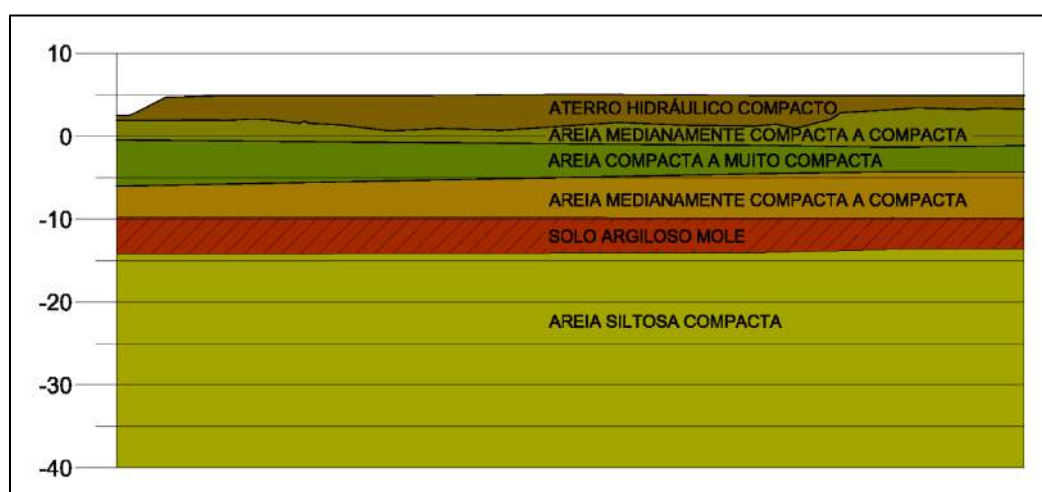 10
ATERRO HIDRÁULICO COMPACTO
0
AREIA MEDIANAMENTE COMPACTA A COMPACTA
AREIA COMPACTA A MUITO COMPACTA
AREIA MEDIANAMENTE COMPACTA A COMPACTA
-10
SOLO ARGILOSO MOLE
-20
AREIA SILTOSA COMPACTA
-30
-40